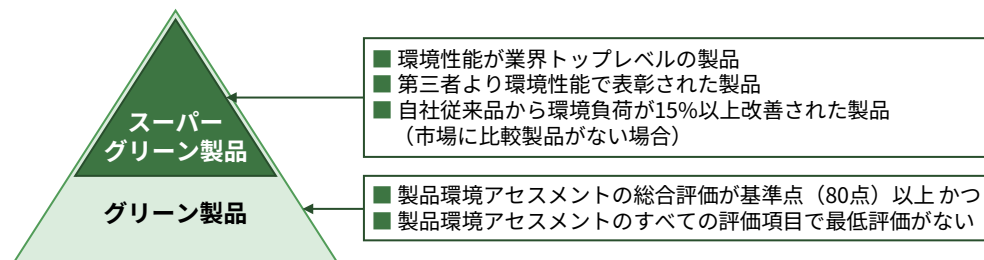 スーパー
グリーン製品
グリーン製品
■ 環境性能が業界トップレベルの製品
■ 第三者より環境性能で表彰された製品
■ 自社従来品から環境負荷が15%以上改善された製品
（市場に比較製品がない場合）
■ 製品環境アセスメントの総合評価が基準点（80点）以上 かつ
■ 製品環境アセスメントのすべての評価項目で最低評価がない